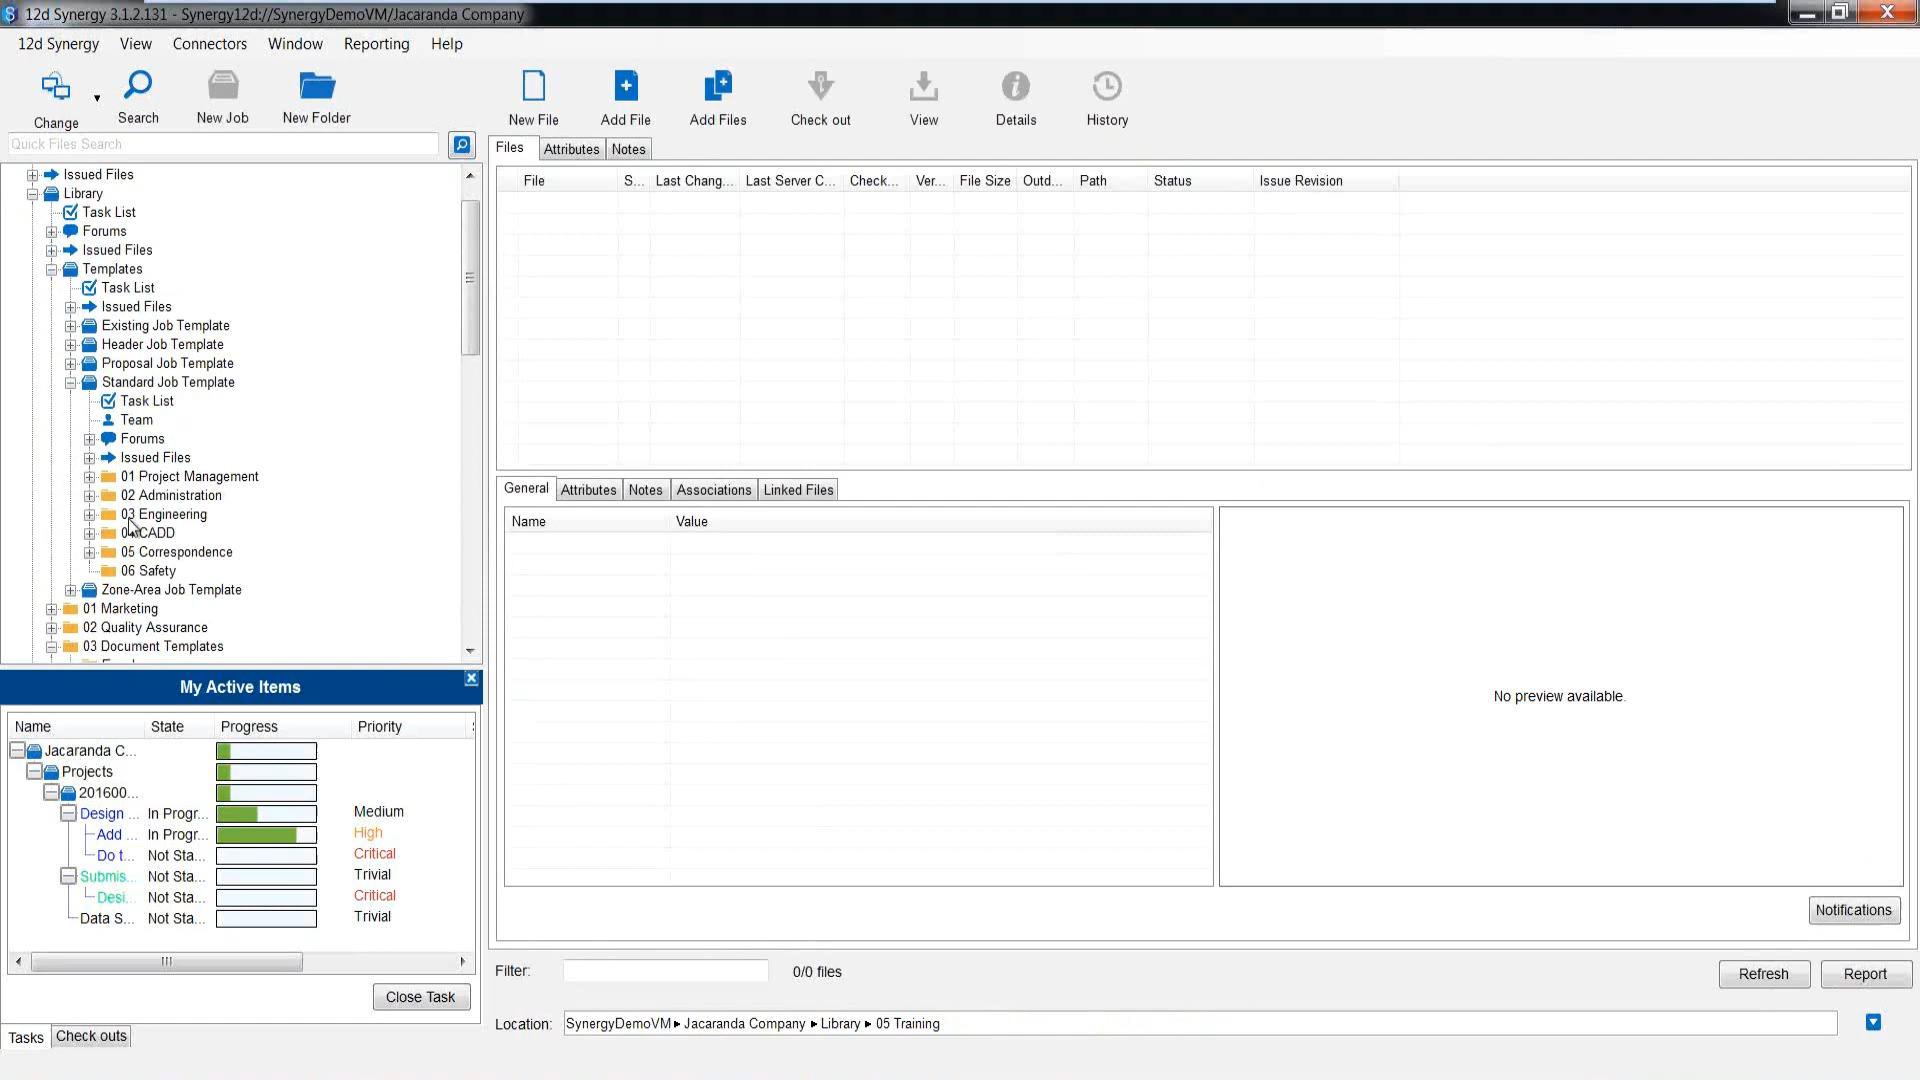 12d Synergy 3.1.2.131 - Synergy12d://SynergyDemoVM/Jacaranda Company
12d Synergy View Connectors Window Reporting Help
Change Search New Job New Folder New File Add File Add Files Check out View Details History
Quick Files Search
Files Attributes Notes
File S... Last Chang... Last Server C... Check... Ver... File Size Outd... Path Status Issue Revision
Issued Files
Library
Task List
Forums
Issued Files
Templates
Task List
Issued Files
Existing Job Template
Header Job Template
Proposal Job Template
Standard Job Template
Task List
Team
Forums
Issued Files
01 Project Management
02 Administration
03 Engineering
CADD
05 Correspondence
06 Safety
Zone-Area Job Template
01 Marketing
02 Quality Assurance
03 Document Templates
General Attributes Notes Associations Linked Files
Name Value
No preview available.
Notifications
My Active Items
Name State Progress Priority
Jacaranda C...
Projects
201600...
Design ... In Progr... Medium
Add ... In Progr... High
Do t... Not Sta... Critical
Submis... Not Sta... Trivial
Desi... Not Sta... Critical
Data S... Not Sta... Trivial
Close Task
Tasks Check outs
Filter: 0/0 files Refresh Report
Location: SynergyDemoVM Jacaranda Company Library 05 Training